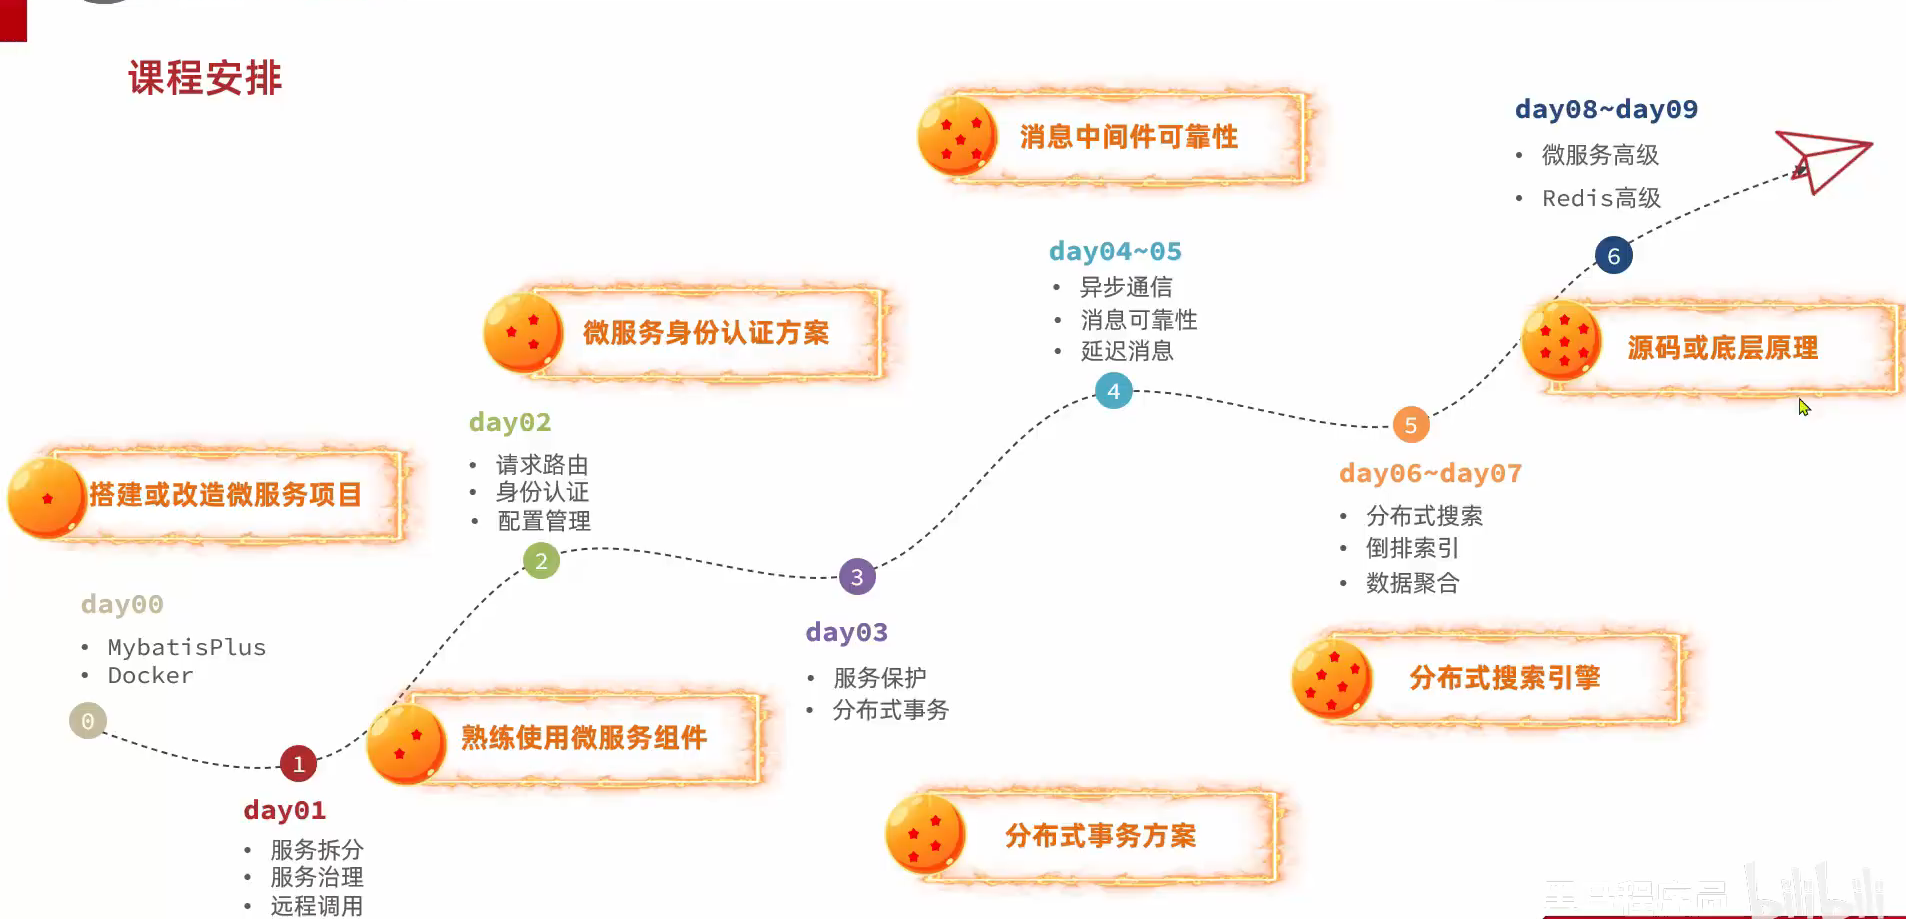 课程安排
搭建或改造微服务项目
day00
• MybatisPlus
• Docker
0
1
day01
• 服务拆分
• 服务治理
• 远程调用
熟练使用微服务组件
微服务身份认证方案
day02
• 请求路由
• 身份认证
• 配置管理
2
3
day03
• 服务保护
• 分布式事务
分布式事务方案
消息中间件可靠性
day04~05
• 异步通信
• 消息可靠性
• 延迟消息
4
5
day06~day07
• 分布式搜索
• 倒排索引
• 数据聚合
分布式搜索引擎
day08~day09
• 微服务高级
• Redis高级
6
源码或底层原理
bilibili